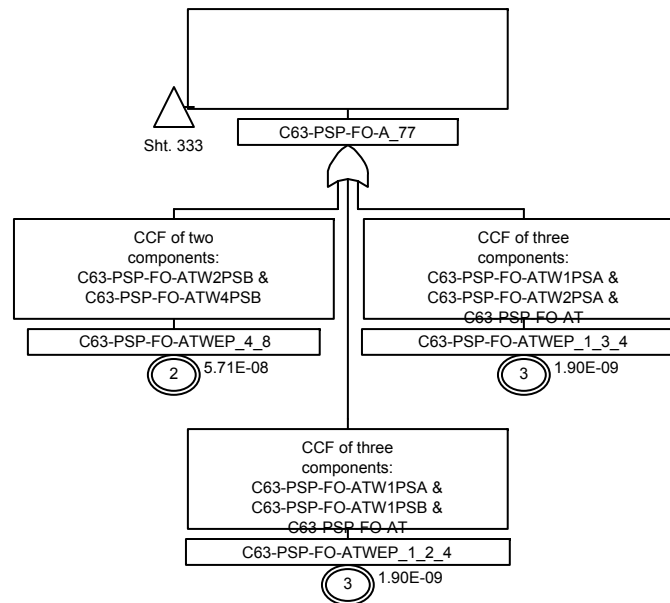 Sht. 333
C63-PSP-FO-A_77
CCF of two
components:
C63-PSP-FO-ATW2PSB &
C63-PSP-FO-ATW4PSB
C63-PSP-FO-ATWEP_4_8
2
5.71E-08
CCF of three
components:
C63-PSP-FO-ATW1PSA &
C63-PSP-FO-ATW2PSA &
C63-PSP-FO-AT
C63-PSP-FO-ATWEP_1_3_4
3
1.90E-09
CCF of three
components:
C63-PSP-FO-ATW1PSA &
C63-PSP-FO-ATW1PSB &
C63-PSP-FO-AT
C63-PSP-FO-ATWEP_1_2_4
3
1.90E-09